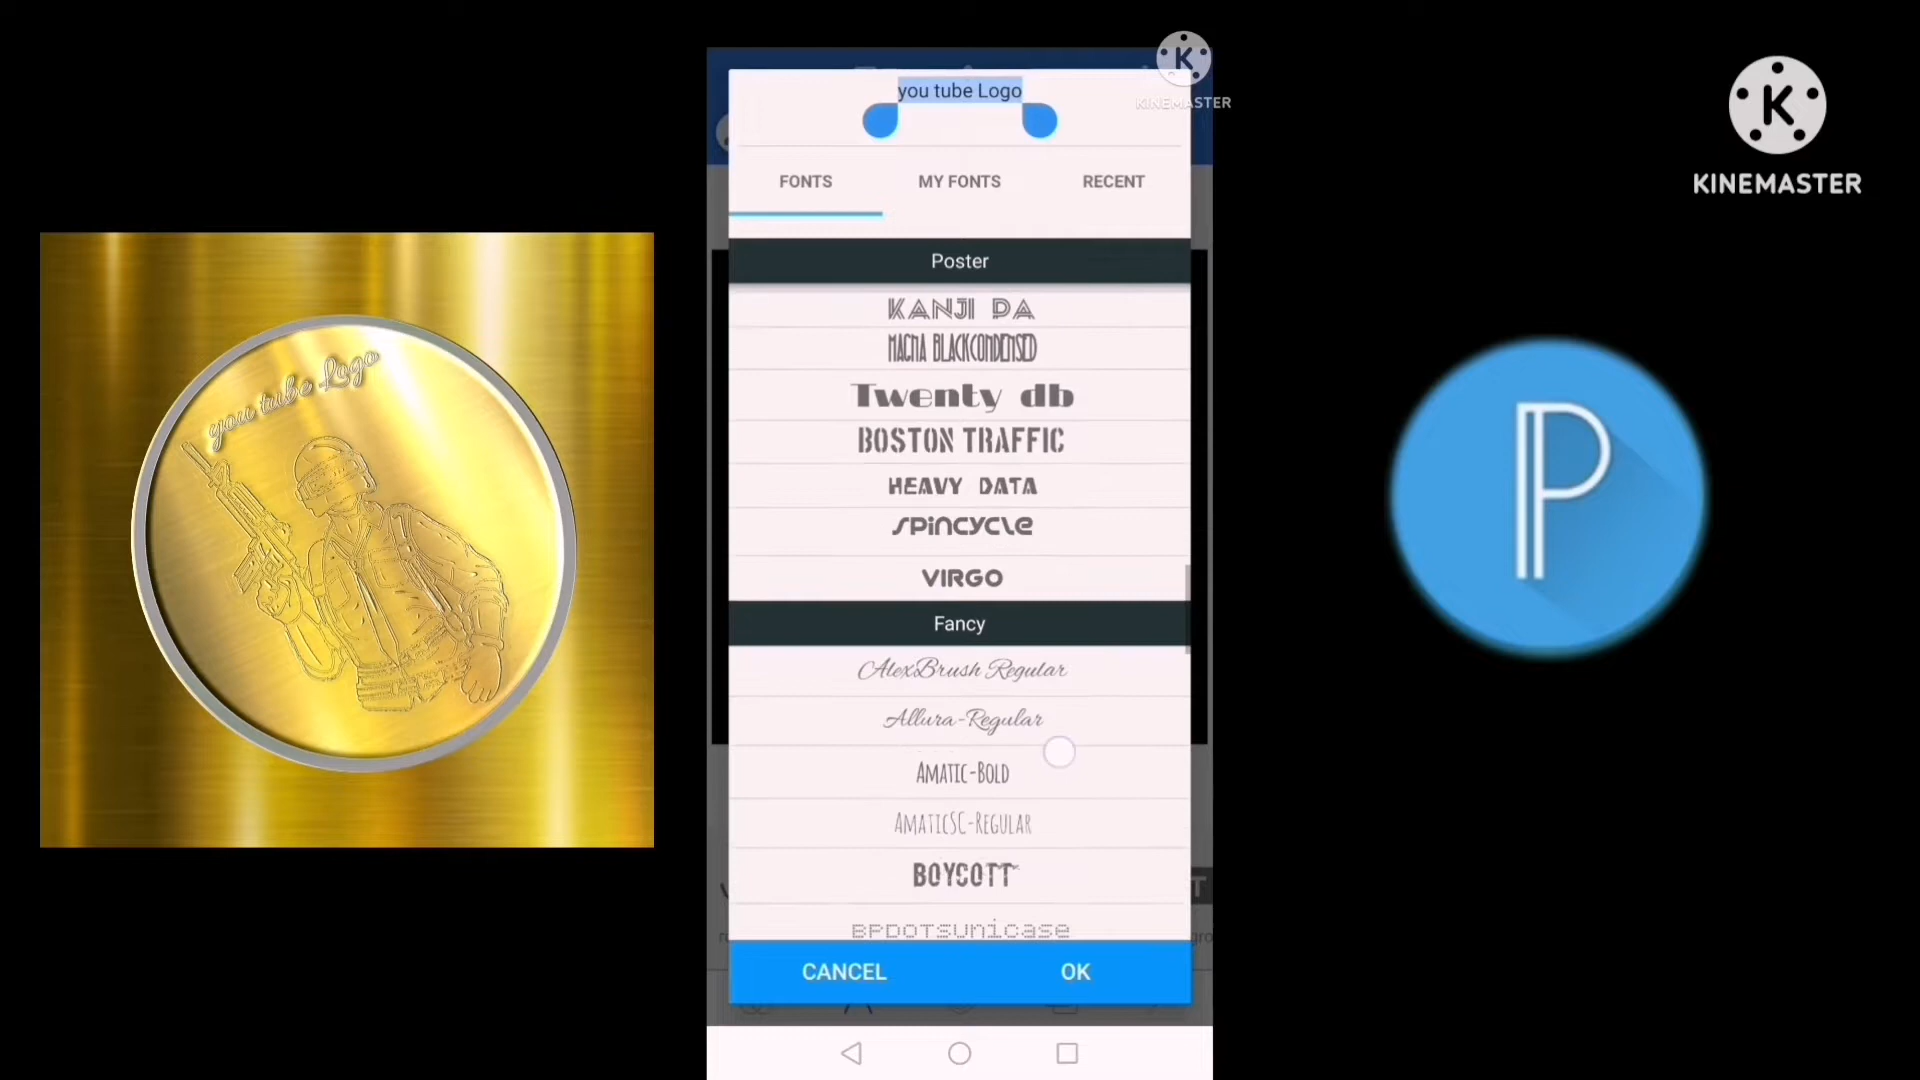 you tube Logo
KINEMASTER
KINEMASTER
FONTS
MY FONTS
RECENT
Poster
KANJI DA
MAGNA BLACKCONDENSED
Twenty db
BOSTON TRAFFIC
HEAVY DATA
SPINCYCLE
VIRGO
Fancy
AlexBrush Regular
Allura-Regular
AMATIC-BOLD
AMATICSC-REGULAR
BOYCOTT
BPDOTSUNICASE
CANCEL
OK
you tube Logo